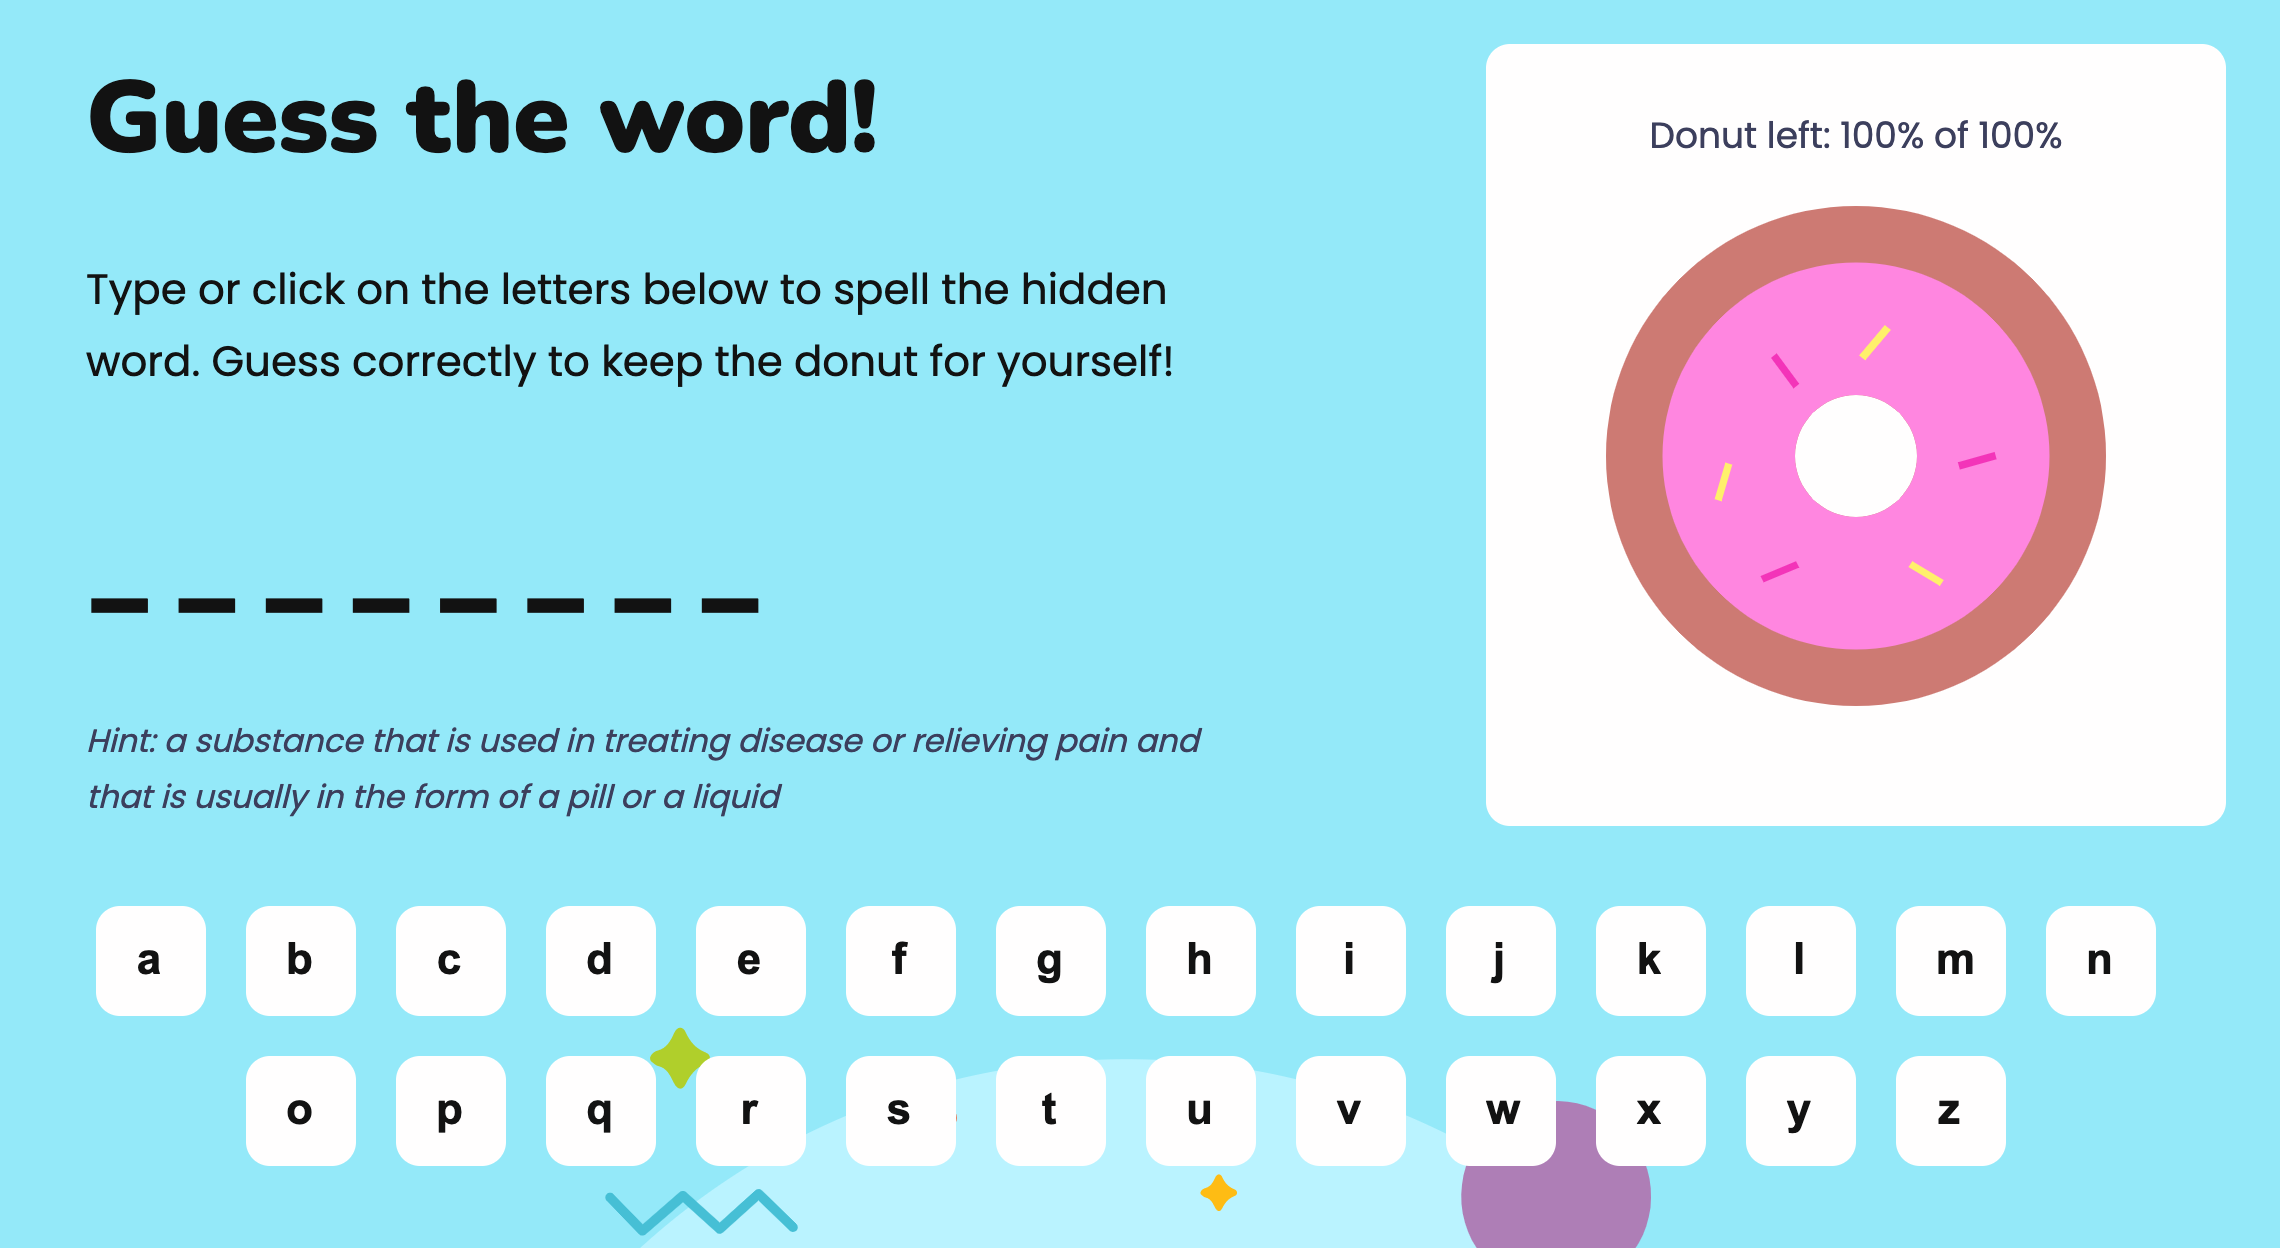 Guess the word!
Donut left: 100% of 100%
Type or click on the letters below to spell the hidden
word. Guess correctly to keep the donut for yourself!
Hint: a substance that is used in treating disease or relieving pain and
that is usually in the form of a pill or a liquid
a b c d e f g h i j k l m n
o p q r s t u v w x y z